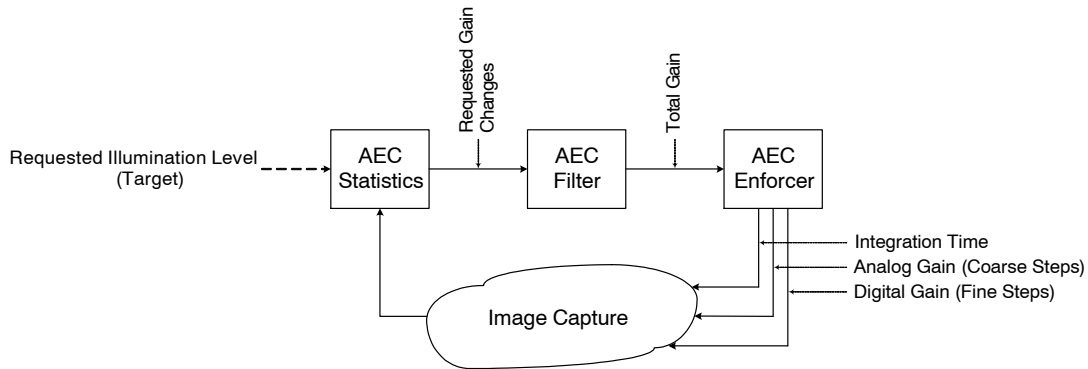 Requested Gain
Changes
Total Gain
Requested Illumination Level
(Target)
AEC
Statistics
AEC
Filter
AEC
Enforcer
Integration Time
Analog Gain (Coarse Steps)
Digital Gain (Fine Steps)
Image Capture